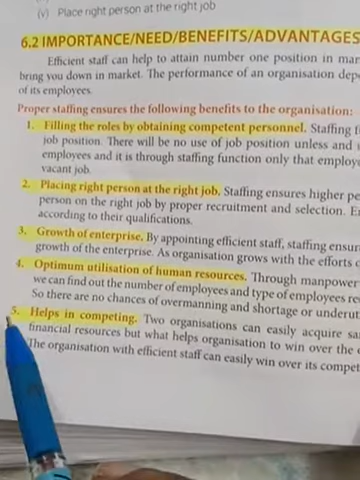 (v) Place right person at the right job
6.2 IMPORTANCE/NEED/BENEFITS/ADVANTAGES
Efficient staff can help to attain number one position in mar
bring you down in market. The performance of an organisation dep
of its employees.
Proper staffing ensures the following benefits to the organisation:
1. Filling the roles by obtaining competent personnel. Staffing f
job position. There will be no use of job position unless and
employees and it is through staffing function only that employe
vacant job.
2. Placing right person at the right job. Staffing ensures higher pe
person on the right job by proper recruitment and selection. E
according to their qualifications.
3. Growth of enterprise. By appointing efficient staff, staffing ensur
growth of the enterprise. As organisation grows with the efforts
4. Optimum utilisation of human resources. Through manpower
we can find out the number of employees and type of employees re
So there are no chances of overmanning and shortage or underut
5. Helps in competing. Two organisations can easily acquire sa
financial resources but what helps organisation to win over the
The organisation with efficient staff can easily win over its compet